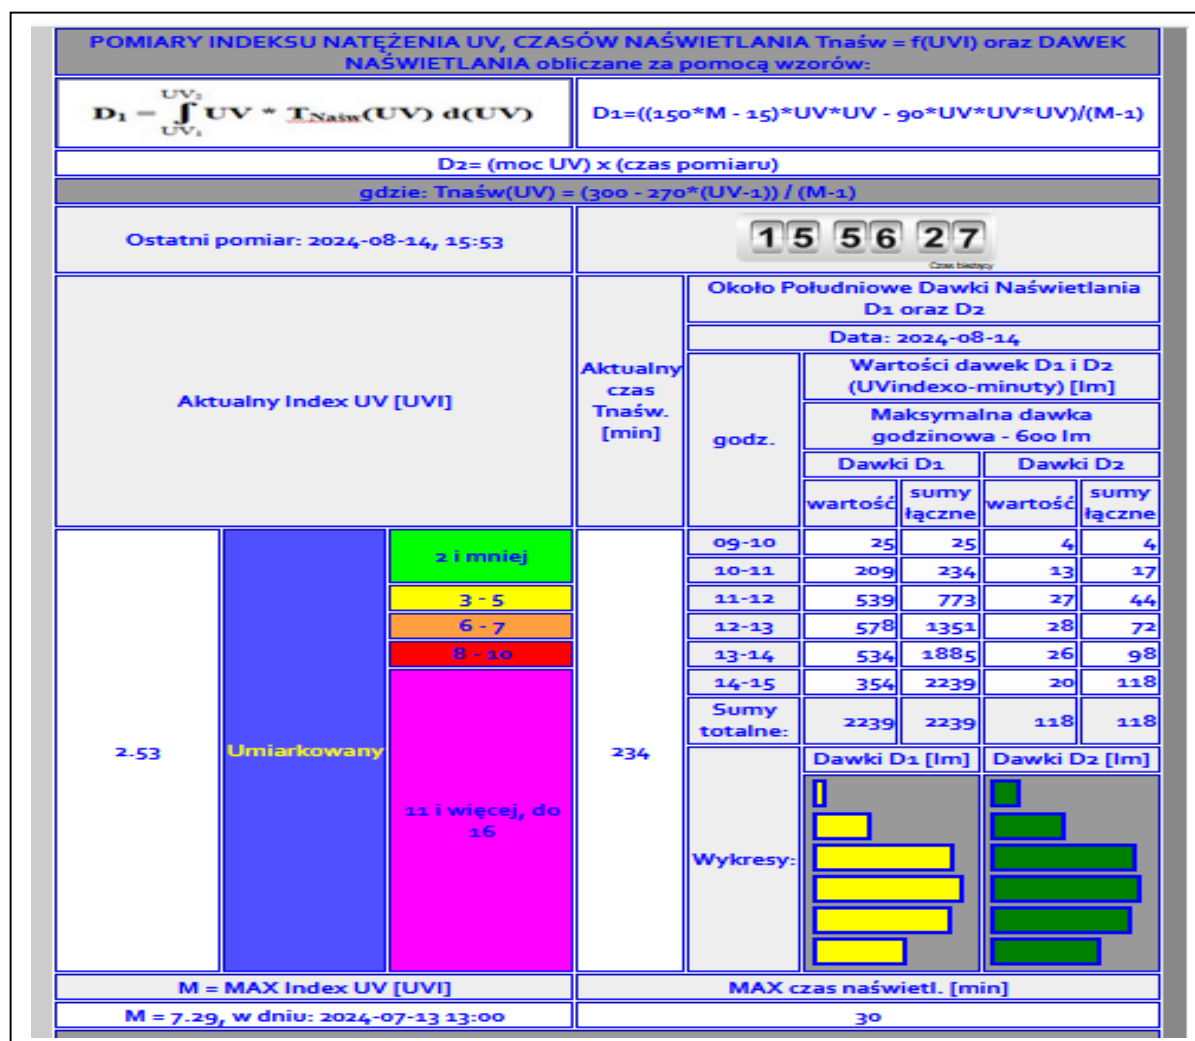 POMIARY INDEKSU NATĘŻENIA UV, CZASÓW NAŚWIETLANIA Tnaśw = f(UVI) oraz DAWEK
NAŚWIETLANIA obliczane za pomocą wzorów:
D₁ = ∫ UV₁ UV₂ UV * TNaśw(UV) d(UV)
D1=((150*M - 15)*UV*UV - 90*UV*UV*UV)/(M-1)
D2= (moc UV) x (czas pomiaru)
gdzie: Tnaśw(UV) = (300 - 270*(UV-1)) / (M-1)
Ostatni pomiar: 2024-08-14, 15:53
15 56 27
Czas bieżący
Aktualny Index UV [UVI]
Aktualny
czas
Tnaśw.
[min]
Około Południowe Dawki Naświetlania
D1 oraz D2
Data: 2024-08-14
godz.
Wartości dawek D1 i D2
(UVindexo-minuty) [Im]
Maksymalna dawka
godzinowa - 600 Im
Dawki D1 Dawki D2
wartość sumy łączne wartość sumy łączne
2.53
Umiarkowany
2 i mniej
3 - 5
6 - 7
8 - 10
11 i więcej, do
16
234
09-10 25 25 4 4
10-11 209 234 13 17
11-12 539 773 27 44
12-13 578 1351 28 72
13-14 534 1885 26 98
14-15 354 2239 20 118
Sumy
totalne: 2239 2239 118 118
Wykresy:
Dawki D1 [Im] Dawki D2 [Im]
M = MAX Index UV [UVI] MAX czas naświetl. [min]
M = 7.29, w dniu: 2024-07-13 13:00 30